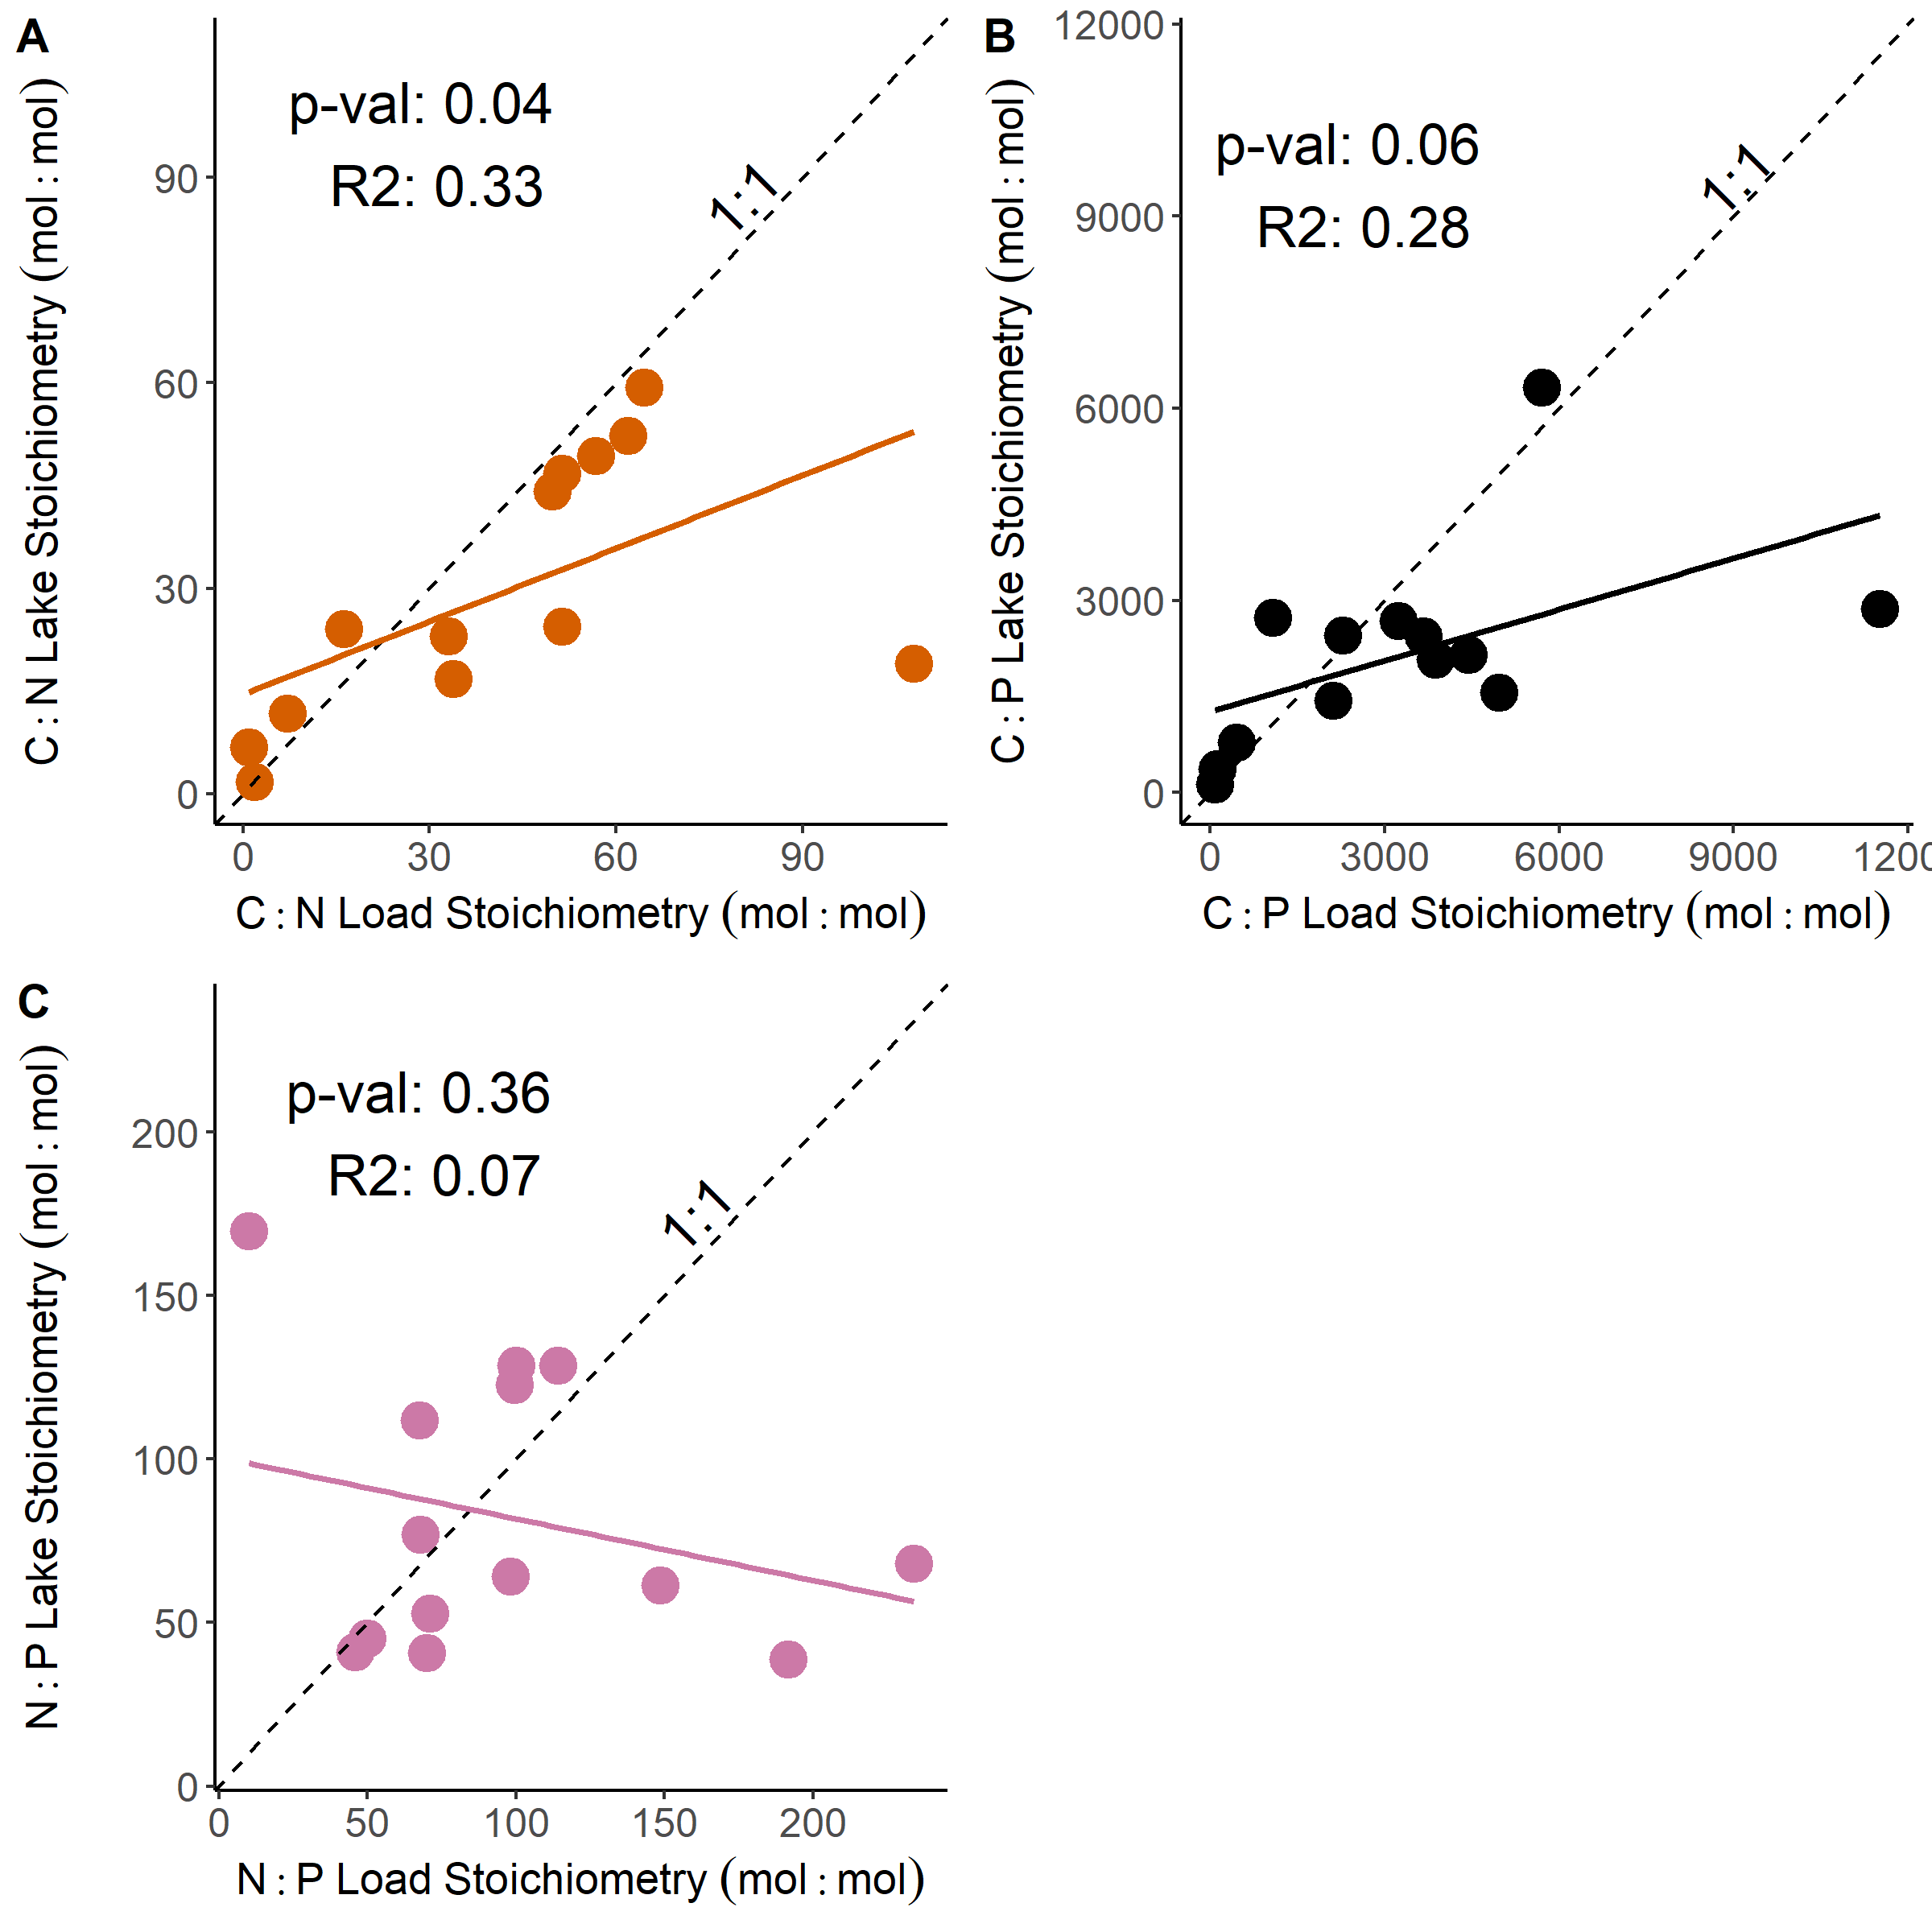 A
p-val: 0.04
R2: 0.33
1:1
90
60
30
0
0 30 60 90
C : N Lake Stoichiometry (mol : mol)
C : N Load Stoichiometry (mol : mol)
B
p-val: 0.06
R2: 0.28
1:1
12000
9000
6000
3000
0
0 3000 6000 9000 1200
C : P Lake Stoichiometry (mol : mol)
C : P Load Stoichiometry (mol : mol)
C
p-val: 0.36
R2: 0.07
1:1
200
150
100
50
0
0 50 100 150 200
N : P Lake Stoichiometry (mol : mol)
N : P Load Stoichiometry (mol : mol)